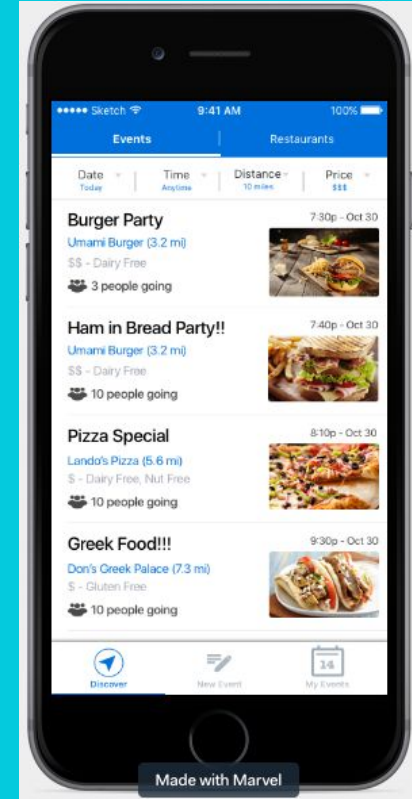 Sketch 9:41 AM 100%
Events Restaurants
Date Time Distance Price
Today Anytime 10 miles $$$
Burger Party 7:30p - Oct 30
Umami Burger (3.2 mi)
$$ - Dairy Free
3 people going
Ham in Bread Party!! 7:40p - Oct 30
Umami Burger (3.2 mi)
$$ - Dairy Free
10 people going
Pizza Special 8:10p - Oct 30
Lando's Pizza (5.6 mi)
$ - Dairy Free, Nut Free
10 people going
Greek Food!!! 9:30p - Oct 30
Don's Greek Palace (7.3 mi)
$ - Gluten Free
10 people going
14
Discover New Event My Events
Made with Marvel